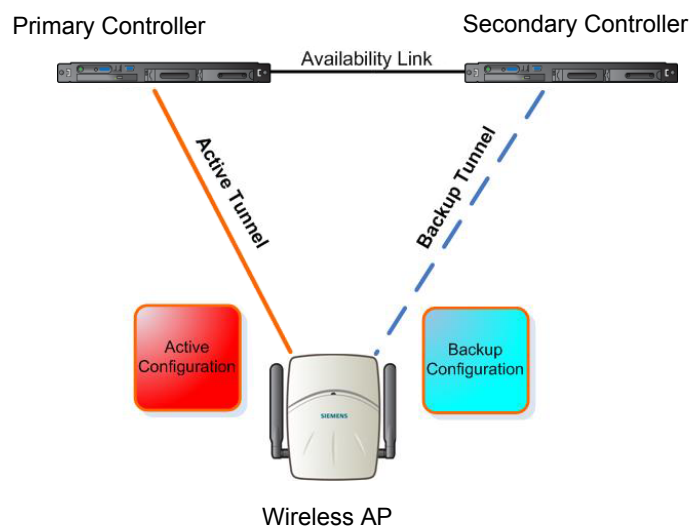 Primary Controller
Secondary Controller
Availability Link
Active Tunnel
Backup Tunnel
Active
Configuration
Backup
Configuration
SIEMENS
Wireless AP